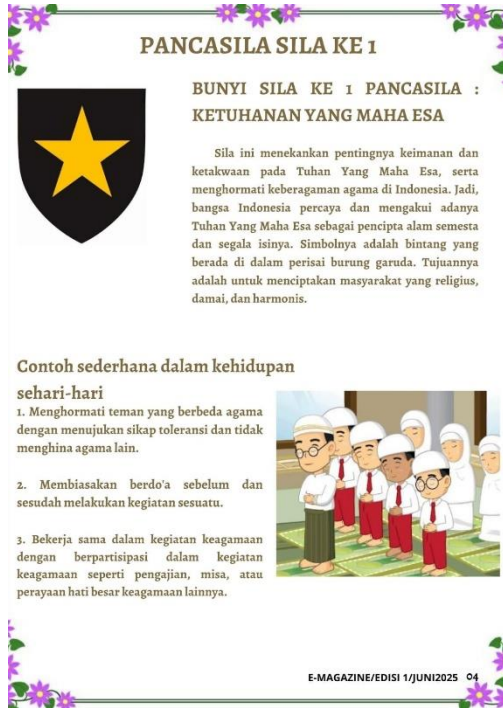 PANCASILA SILA KE 1
BUNYI SILA KE 1 PANCASILA :
KETUHANAN YANG MAHA ESA
Sila ini menekankan pentingnya keimanan dan
ketakwaan pada Tuhan Yang Maha Esa, serta
menghormati keberagaman agama di Indonesia. Jadi,
bangsa Indonesia percaya dan mengakui adanya
Tuhan Yang Maha Esa sebagai pencipta alam semesta
dan segala isinya. Simbolnya adalah bintang yang
berada di dalam perisai burung garuda. Tujuannya
adalah untuk menciptakan masyarakat yang religius,
damai, dan harmonis.
Contoh sederhana dalam kehidupan
sehari-hari
1. Menghormati teman yang berbeda agama
dengan menujukan sikap toleransi dan tidak
menghina agama lain.
2. Membiasakan berdo'a sebelum dan
sesudah melakukan kegiatan sesuatu.
3. Bekerja sama dalam kegiatan keagamaan
dengan berpartisipasi dalam kegiatan
keagamaan seperti pengajian, misa, atau
perayaan hati besar keagamaan lainnya.
E-MAGAZINE/EDISI 1/JUNI2025 04